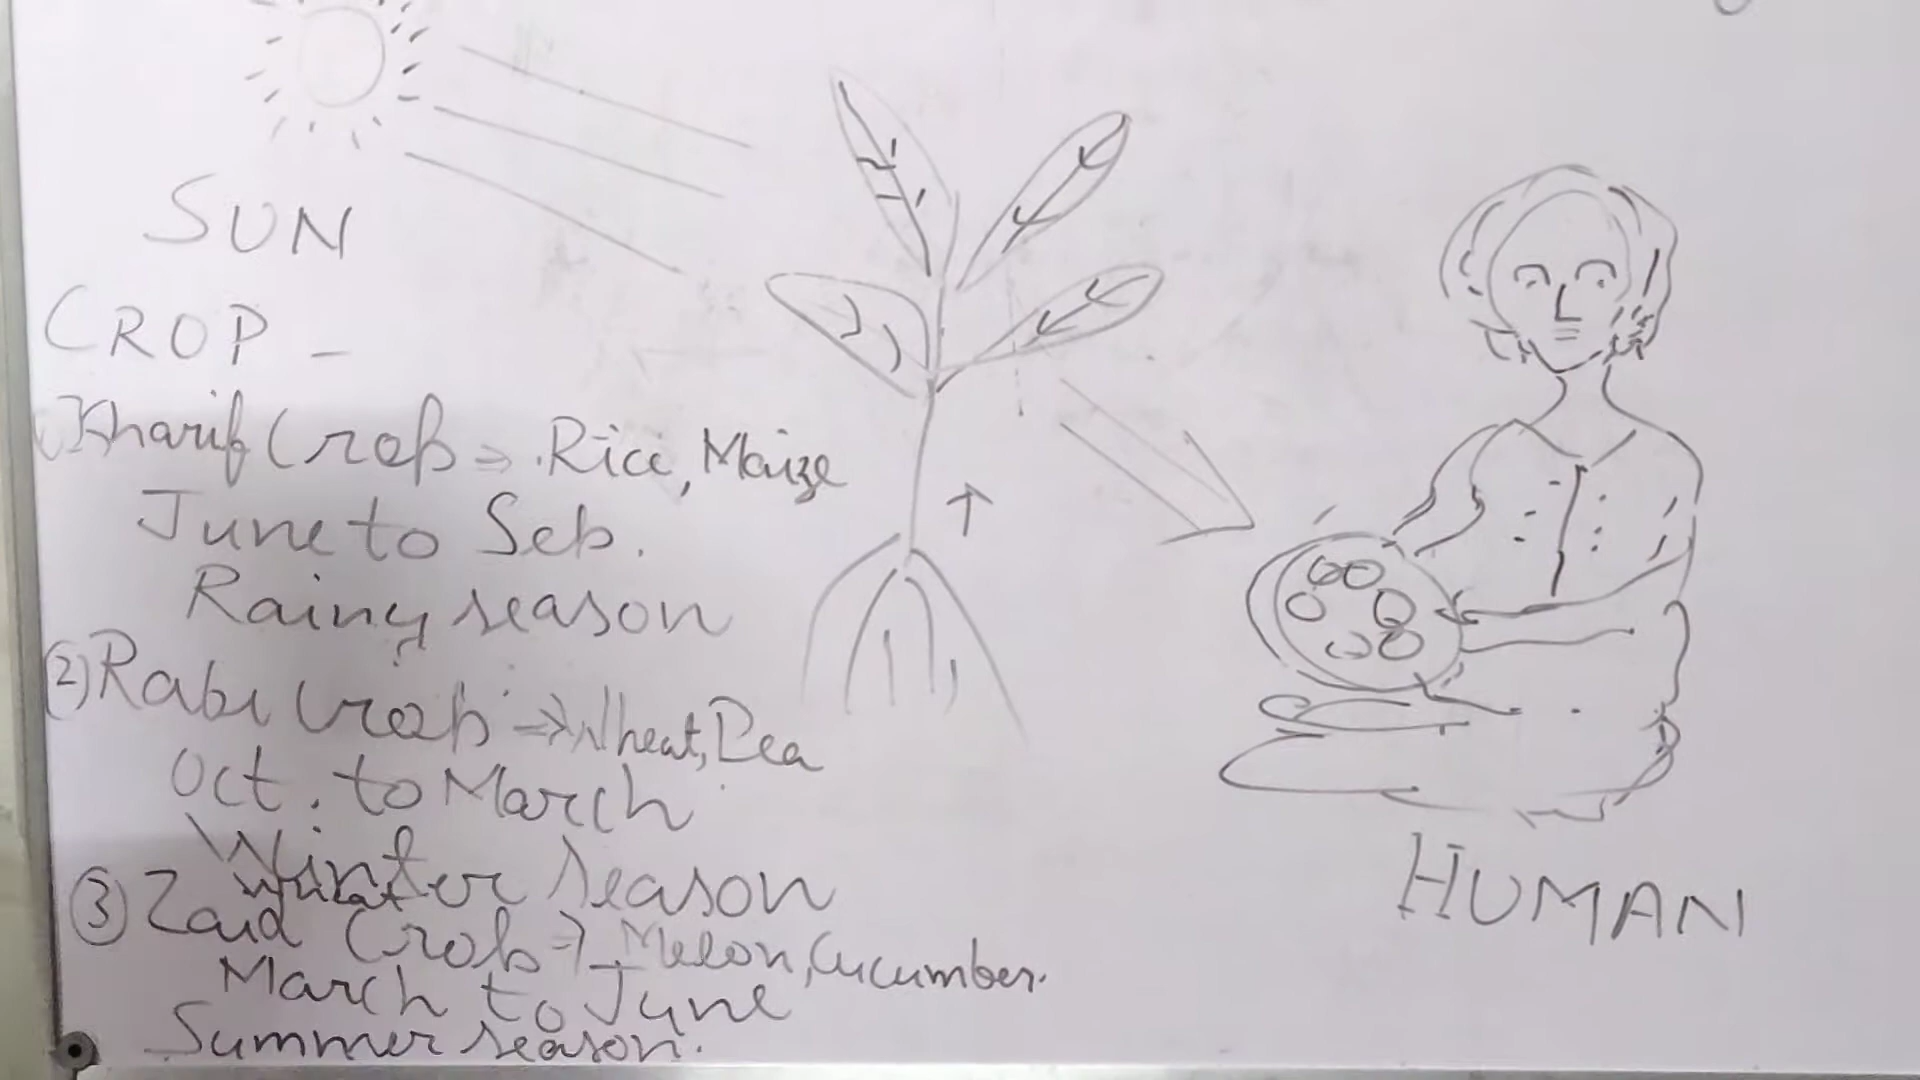 SUN
CROP -
(1) Kharif Crop ⇒ Rice, Maize
June to Sep.
Rainy season
(2) Rabi Crop ⇒ Wheat, Pea
Oct. to March
Winter season
(3) Zaid Crop ⇒ Melon, Cucumber.
March to June
Summer season.
HUMAN